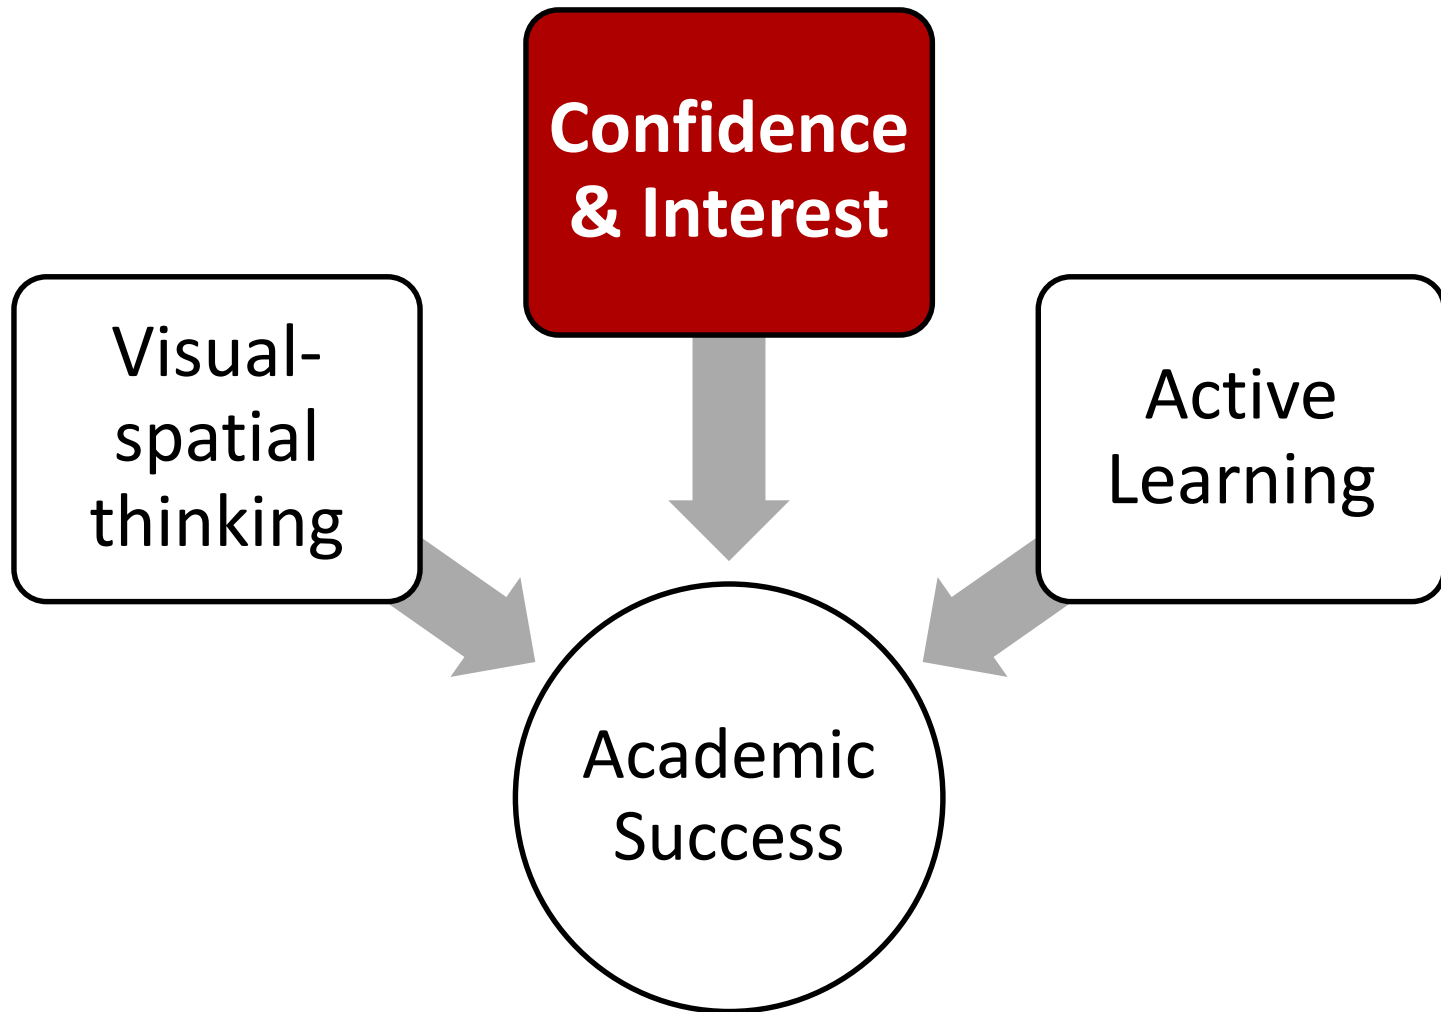 Confidence
& Interest
Visual-
spatial
thinking
Active
Learning
Academic
Success